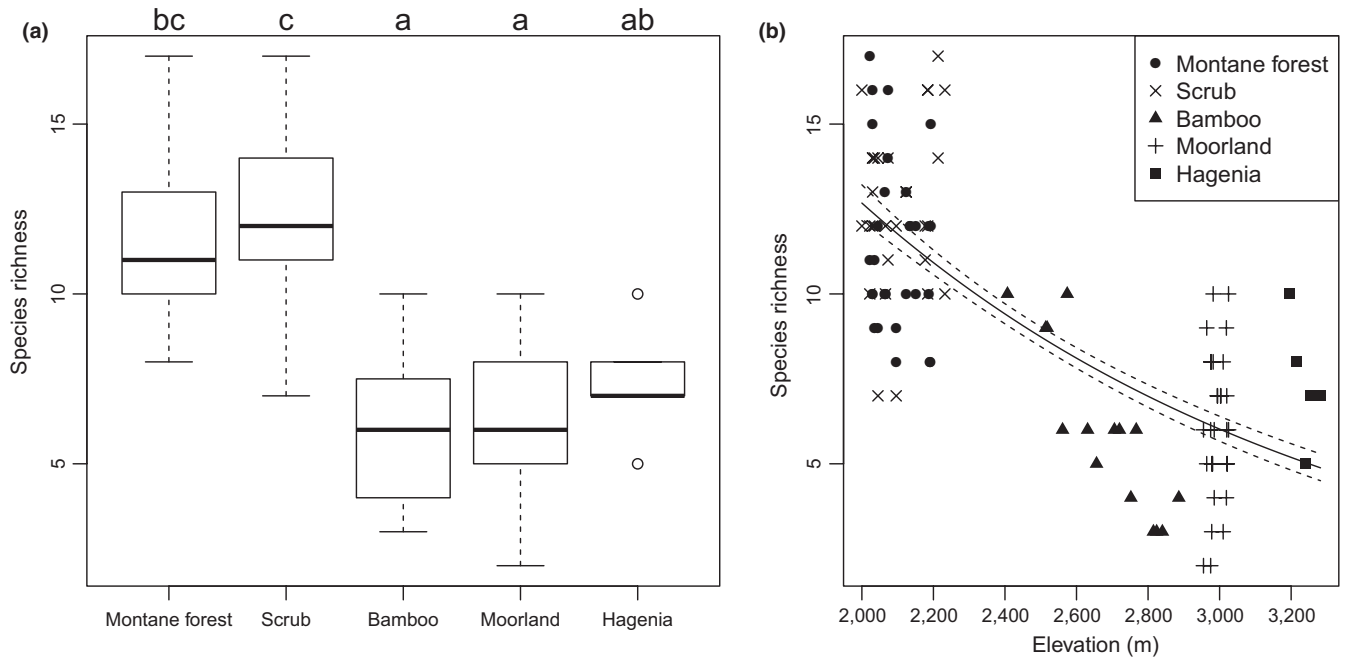 (a)
bc c a a ab
Species richness
15
10
5
Montane forest Scrub Bamboo Moorland Hagenia
(b)
Species richness
15
10
5
Montane forest
Scrub
Bamboo
Moorland
Hagenia
2,000 2,200 2,400 2,600 2,800 3,000 3,200
Elevation (m)